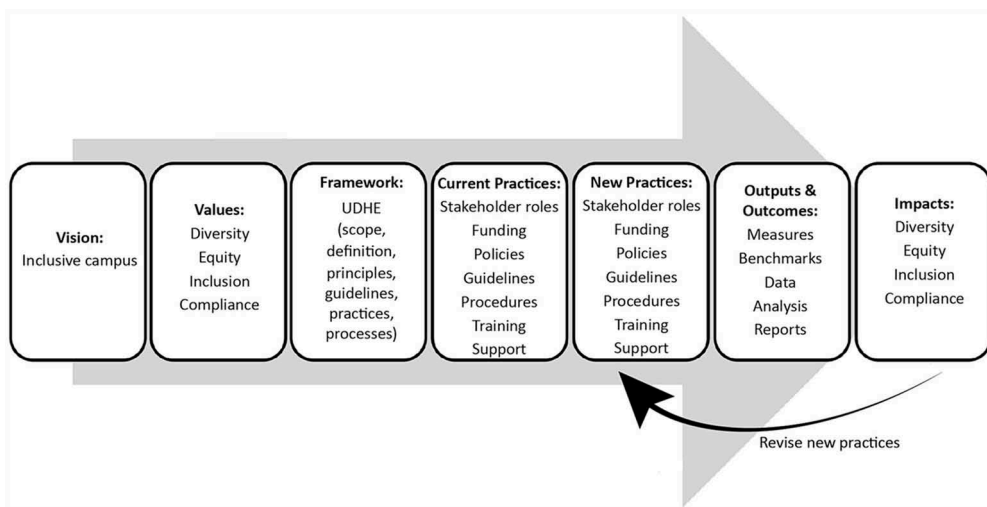 Vision:
Inclusive campus
Values:
Diversity
Equity
Inclusion
Compliance
Framework:
UDHE
(scope,
definition,
principles,
guidelines,
practices,
processes)
Current Practices:
Stakeholder roles
Funding
Policies
Guidelines
Procedures
Training
Support
New Practices:
Stakeholder roles
Funding
Policies
Guidelines
Procedures
Training
Support
Outputs &
Outcomes:
Measures
Benchmarks
Data
Analysis
Reports
Impacts:
Diversity
Equity
Inclusion
Compliance
Revise new practices